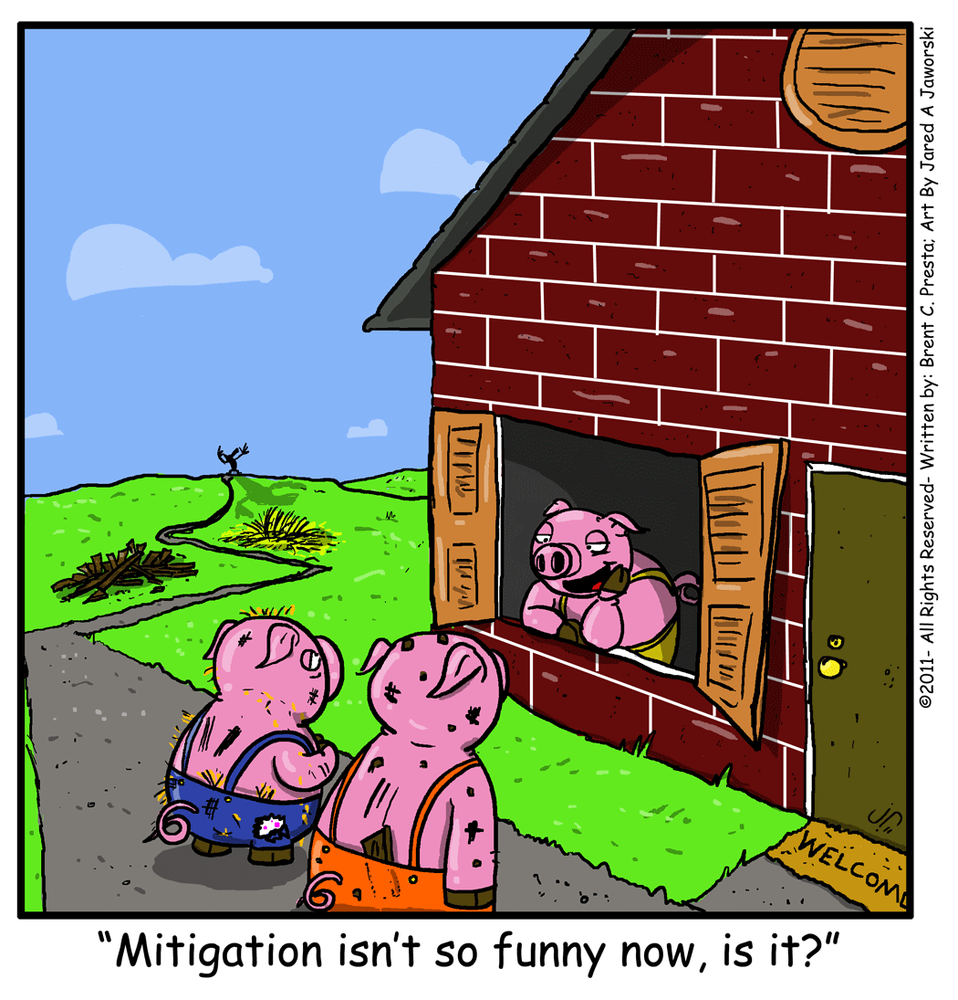 ©2011- All Rights Reserved- Written by: Brent C. Presta; Art By Jared A Jaworski
WELCOME
“Mitigation isn’t so funny now, is it?”